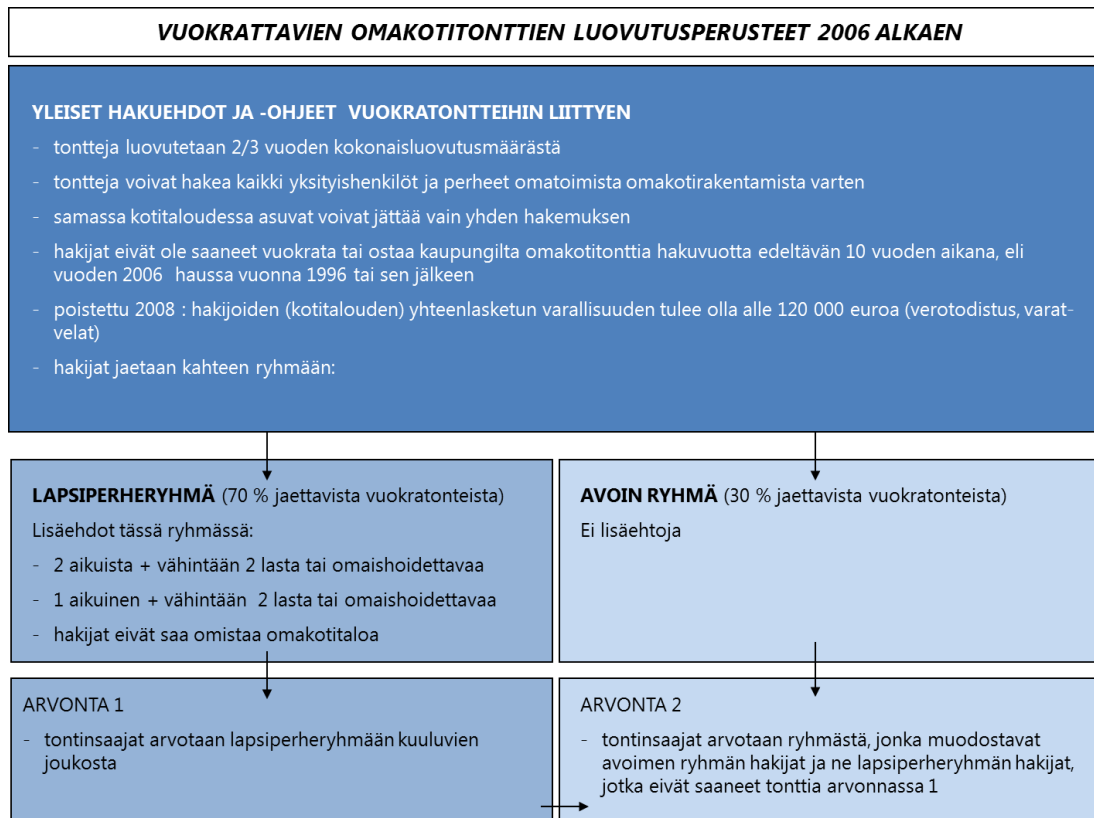 VUOKRATTAVIEN OMAKOTITONTTIEN LUOVUTUSPERUSTEET 2006 ALKAEN
YLEISET HAKUEHDOT JA -OHJEET VUOKRATONTTEIHIN LIITTYEN
- tontteja luovutetaan 2/3 vuoden kokonaisluovutusmäärästä
- tontteja voivat hakea kaikki yksityishenkilöt ja perheet omatoimista omakotirakentamista varten
- samassa kotitaloudessa asuvat voivat jättää vain yhden hakemuksen
- hakijat eivät ole saaneet vuokrata tai ostaa kaupungilta omakotitonttia hakuvuotta edeltävän 10 vuoden aikana, eli
vuoden 2006 haussa vuonna 1996 tai sen jälkeen
- poistettu 2008 : hakijoiden (kotitalouden) yhteenlasketun varallisuuden tulee olla alle 120 000 euroa (verotodistus, varat-
velat)
- hakijat jaetaan kahteen ryhmään:
LAPSIPERHERYHMÄ (70 % jaettavista vuokratonteista)
Lisäehdot tässä ryhmässä:
- 2 aikuista + vähintään 2 lasta tai omaishoidettavaa
- 1 aikuinen + vähintään 2 lasta tai omaishoidettavaa
- hakijat eivät saa omistaa omakotitaloa
AVOIN RYHMÄ (30 % jaettavista vuokratonteista)
Ei lisäehtoja
ARVONTA 1
- tontinsaajat arvotaan lapsiperheryhmään kuuluvien
joukosta
ARVONTA 2
- tontinsaajat arvotaan ryhmästä, jonka muodostavat
avoimen ryhmän hakijat ja ne lapsiperheryhmän hakijat,
jotka eivät saaneet tonttia arvonnassa 1